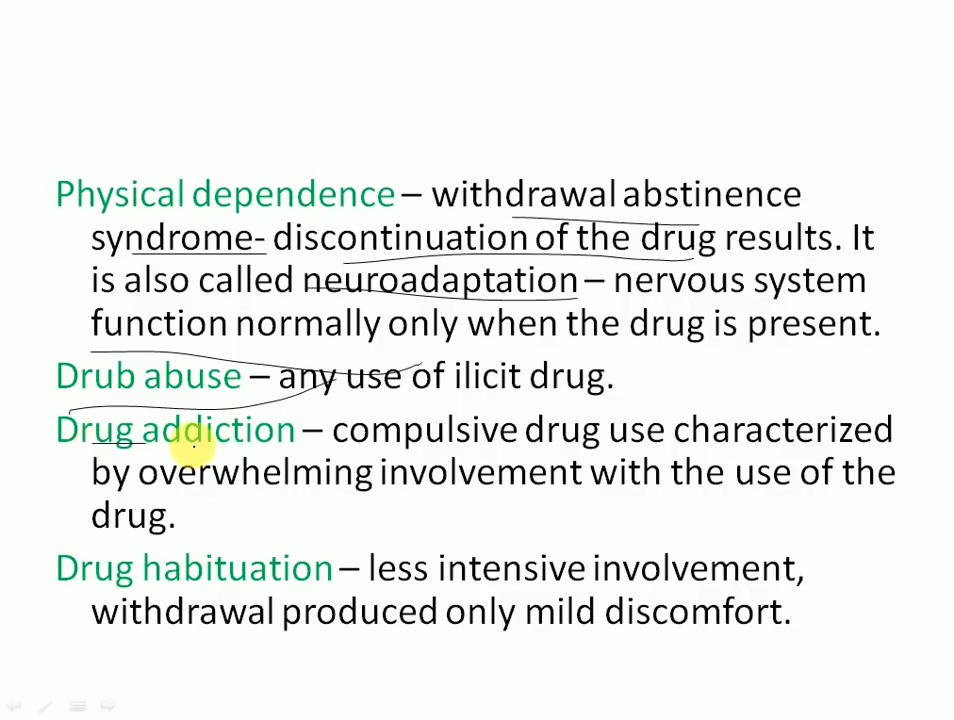 Physical dependence – withdrawal abstinence
syndrome- discontinuation of the drug results. It
is also called neuroadaptation – nervous system
function normally only when the drug is present.
Drub abuse – any use of ilicit drug.
Drug addiction – compulsive drug use characterized
by overwhelming involvement with the use of the
drug.
Drug habituation – less intensive involvement,
withdrawal produced only mild discomfort.